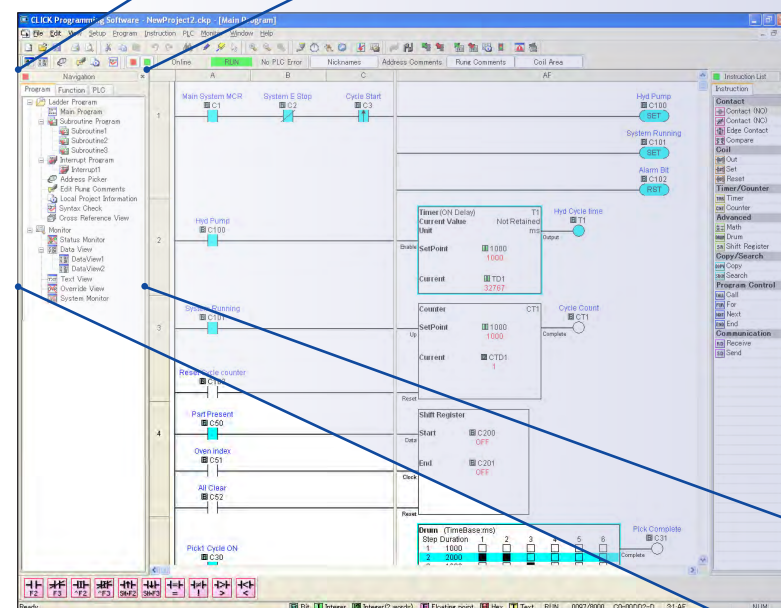 CLICK Programming Software - NewProject2.ckp - [Main Program]
File Edit View Setup Program Instruction PLC Monitor Window Help
Online RUN No PLC Error Nicknames Address Comments Rung Comments Coil Area
Navigation
Program Function PLC
Ladder Program
Main Program
Subroutine Program
Subroutine1
Subroutine2
Subroutine3
Interrupt Program
Interrupt1
Address Picker
Edit Rung Comments
Local Project Information
Syntax Check
Cross Reference View
Monitor
Status Monitor
Data View
DataView1
DataView2
Text View
Override View
System Monitor
A B C AF
1
Main System MCR System E Stop Cycle Start Hyd Pump
C1 C2 C3 C100
SET
System Running
C101
SET
Alarm Bit
C102
RST
2
Hyd Pump
C100
Timer (ON Delay) T1 Hyd Cycle time
Current Value Not Retained T1
Unit ms
Output
Enable SetPoint 1000
1000
Current TD1
32767
3
System Running
C101
Counter CT1 Cycle Count
CT1
SetPoint 1000
Up 1000 Complete
Current CTD1
1
Reset Cycle counter
Reset
4
Part Present
C50
Shift Register
Data Start C200
OFF
Oven index
C51
End C201
Clock OFF
All Clear
C52
Reset
Pick1 Cycle ON
C30
Drum (TimeBase:ms) Pick Complete
Step Duration 1 2 3 4 5 6 C31
1 1000
2 2000 Complete
Instruction List
Instruction
Contact
Contact (NO)
Contact (NC)
Edge Contact
Compare
Coil
Out
Set
Reset
Timer/Counter
Timer
Counter
Advanced
Math
Drum
Shift Register
Copy/Search
Copy
Search
Program Control
Call
For
Next
End
Communication
Receive
Send
F2 F3 ^F2 ^F3 ShF2 ShF3 = ! > <
Ready Bit Integer Integer(2 words) Floating point Hex Text RUN 0097/8000 C0-00DD2-D 31:AF NUM